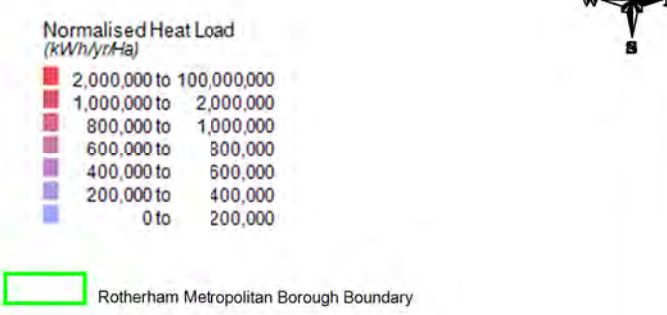 W
S
Normalised Heat Load
(kWh/yr/Ha)
2,000,000 to 100,000,000
1,000,000 to 2,000,000
800,000 to 1,000,000
600,000 to 800,000
400,000 to 600,000
200,000 to 400,000
0 to 200,000
Rotherham Metropolitan Borough Boundary